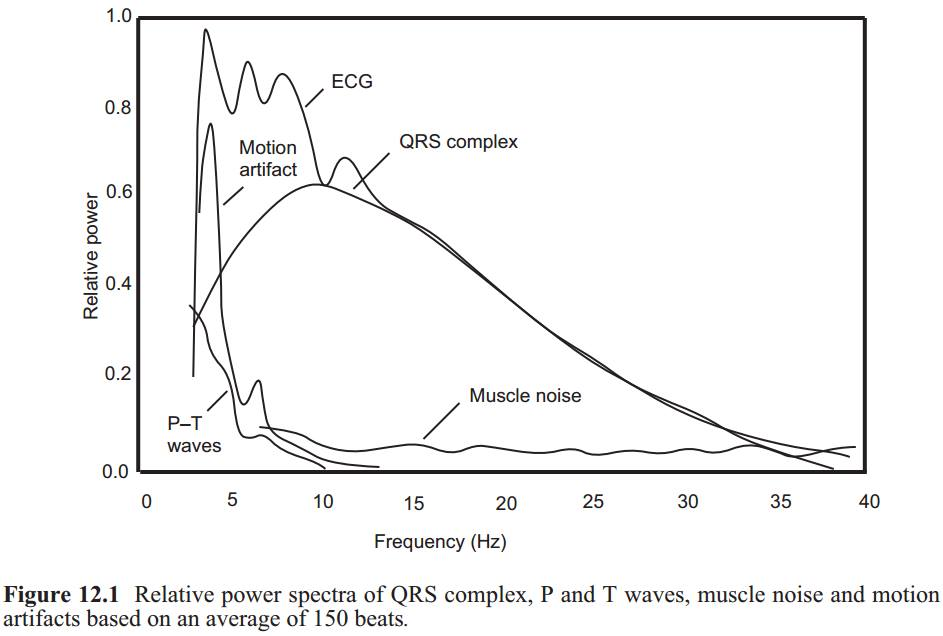 1.0
ECG
0.8
QRS complex
Motion
artifact
0.6
Relative power
0.4
0.2
Muscle noise
P–T
waves
0.0
0 5 10 15 20 25 30 35 40
Frequency (Hz)
Figure 12.1 Relative power spectra of QRS complex, P and T waves, muscle noise and motion
artifacts based on an average of 150 beats.